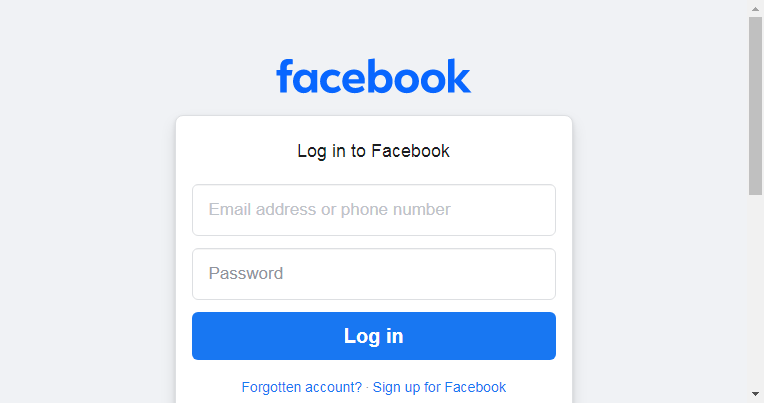 facebook
Log in to Facebook
Email address or phone number
Password
Log in
Forgotten account? · Sign up for Facebook